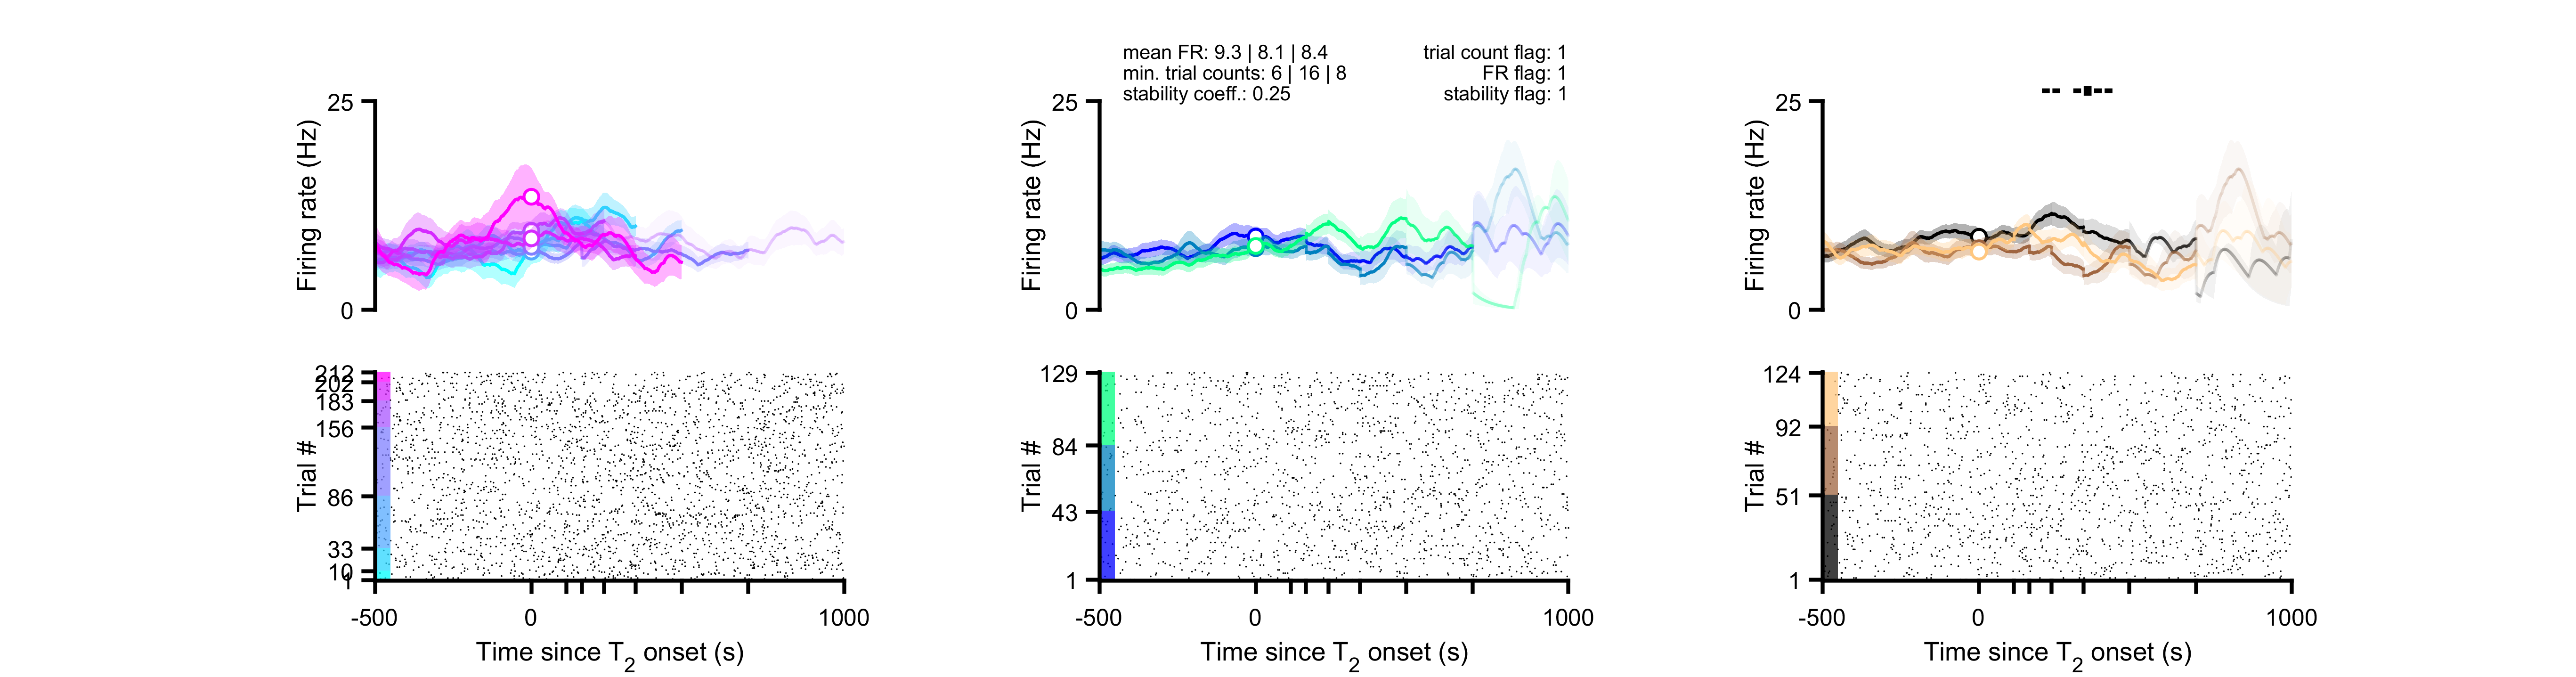 mean FR: 9.3 | 8.1 | 8.4
min. trial counts: 6 | 16 | 8
stability coeff.: 0.25
trial count flag: 1
FR flag: 1
stability flag: 1
25
Firing rate (Hz)
0
25
Firing rate (Hz)
0
25
Firing rate (Hz)
0
212
202
183
156
86
33
10
1
Trial #
-500
0
1000
Time since T2 onset (s)
129
84
43
1
Trial #
-500
0
1000
Time since T2 onset (s)
124
92
51
1
Trial #
-500
0
1000
Time since T2 onset (s)